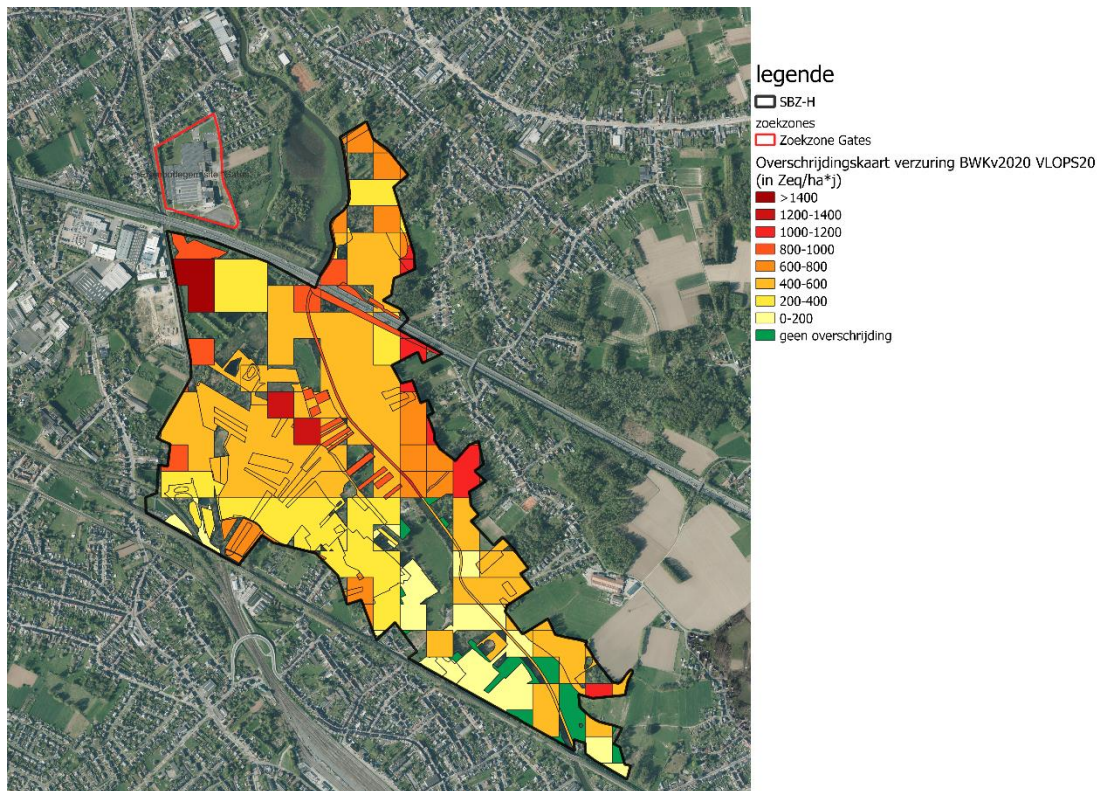 legende
SBZ-H
zoekzones
Zoekzone Gates
Overschrijdingskaart verzuring BWKv2020 VLOPS20
(in Zeq/ha*j)
>1400
1200-1400
1000-1200
800-1000
600-800
400-600
200-400
0-200
geen overschrijding